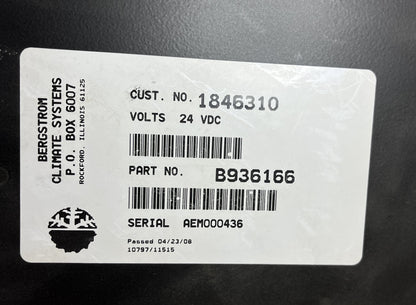 BERGSTROM
CLIMATE SYSTEMS
P.O. BOX 6007
ROCKFORD, ILLINOIS 61125
CUST. NO. 1846310
VOLTS 24 VDC
PART NO. B936166
SERIAL AEM000436
Passed 04/23/08
10797/11515